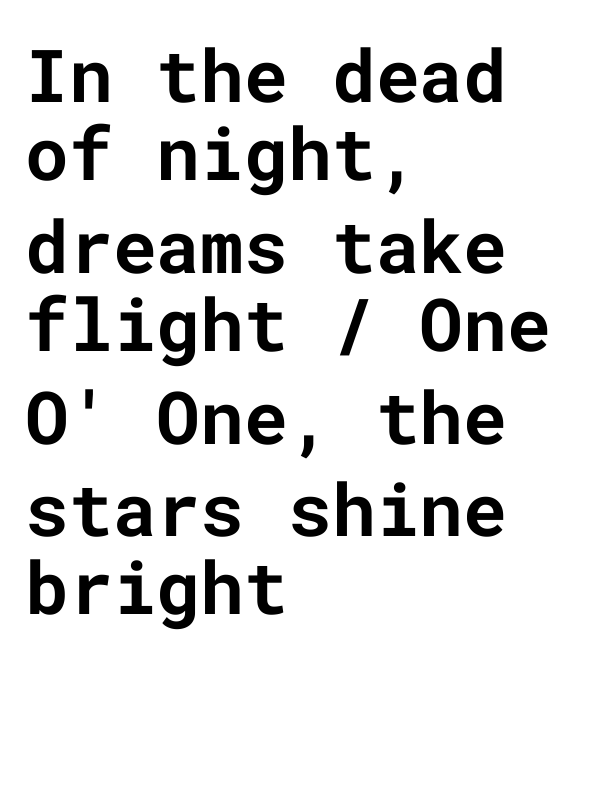 In the dead
of night,
dreams take
flight / One
O' One, the
stars shine
bright